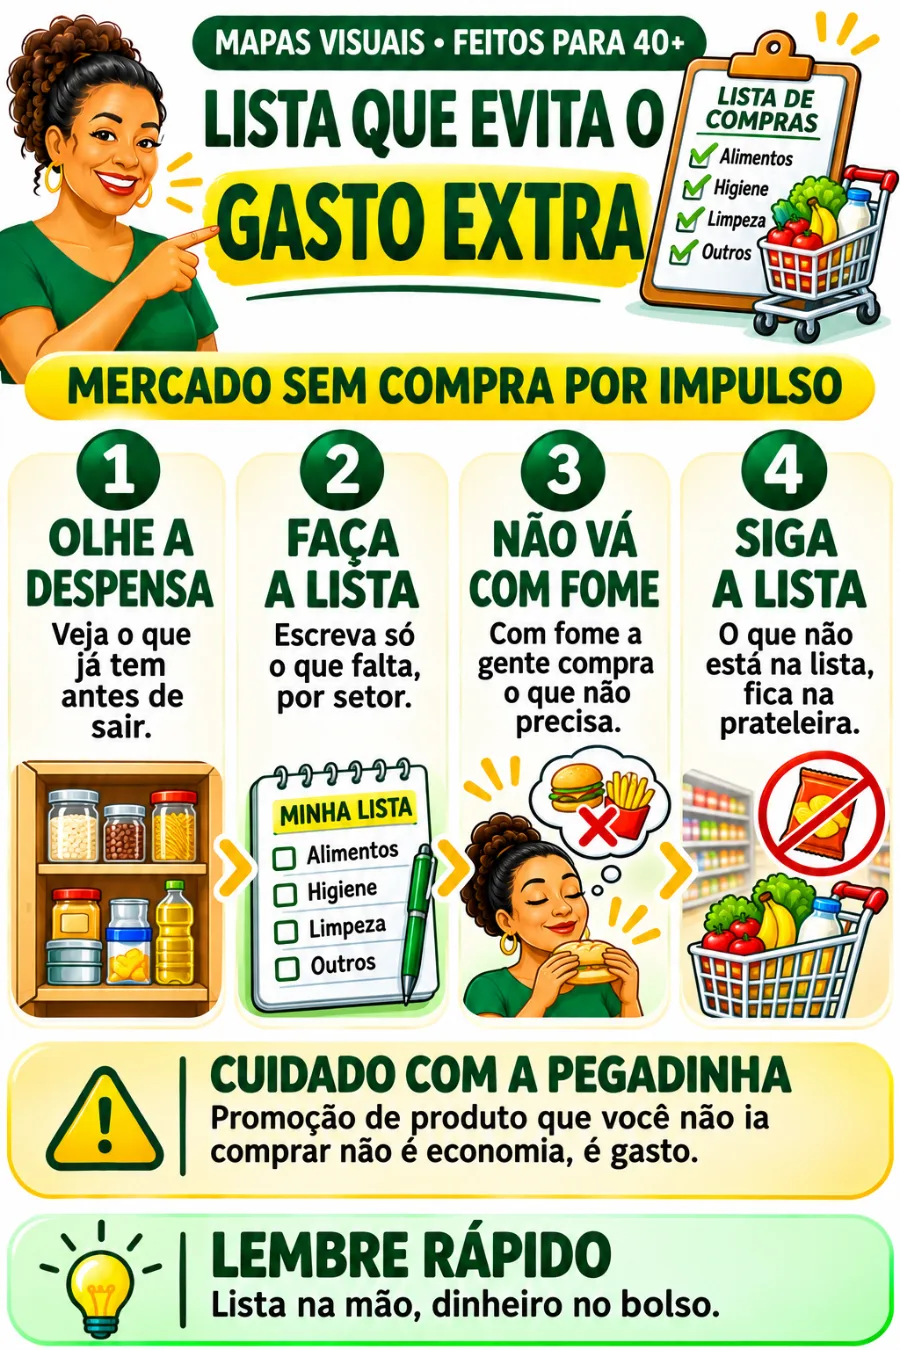 MAPAS VISUAIS • FEITOS PARA 40+
LISTA QUE EVITA O
GASTO EXTRA
LISTA DE
COMPRAS
Alimentos
Higiene
Limpeza
Outros
MERCADO SEM COMPRA POR IMPULSO
1
OLHE A
DESPENSA
Veja o que
já tem
antes de
sair.
2
FAÇA
A LISTA
Escreva só
o que falta,
por setor.
MINHA LISTA
Alimentos
Higiene
Limpeza
Outros
3
NÃO VÁ
COM FOME
Com fome a
gente compra
o que não
precisa.
4
SIGA
A LISTA
O que não
está na lista,
fica na
prateleira.
CUIDADO COM A PEGADINHA
Promoção de produto que você não ia
comprar não é economia, é gasto.
LEMBRE RÁPIDO
Lista na mão, dinheiro no bolso.